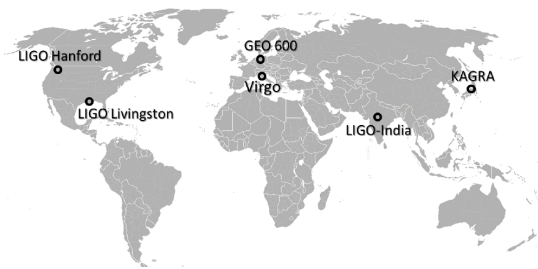 LIGO Hanford
GEO 600
KAGRA
Virgo
LIGO Livingston
LIGO-India